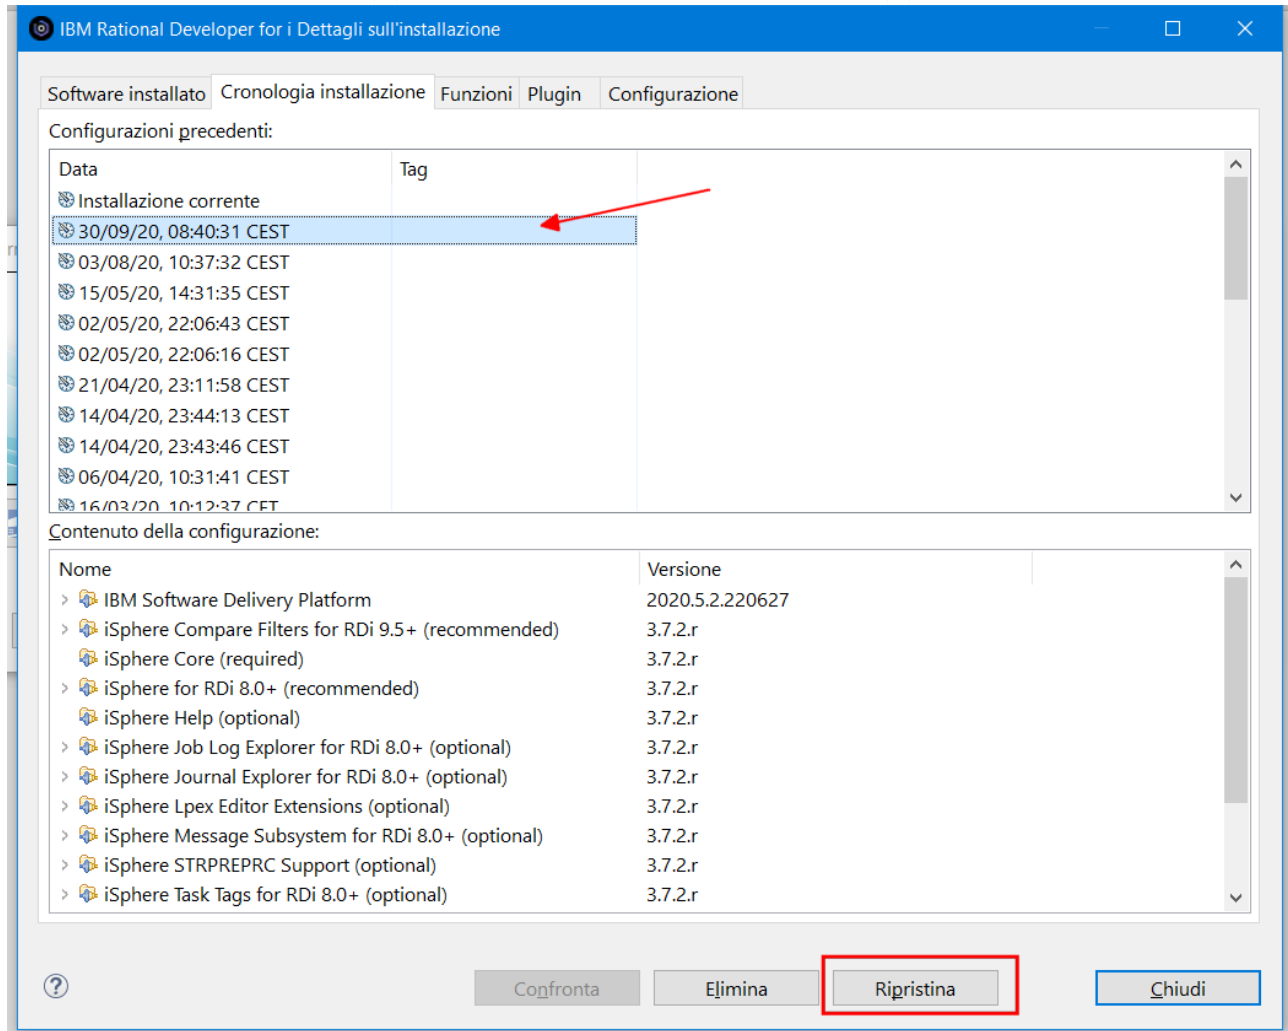 IBM Rational Developer for i Dettagli sull'installazione
Software installato Cronologia installazione Funzioni Plugin Configurazione
Configurazioni precedenti:
Data Tag
Installazione corrente
30/09/20, 08:40:31 CEST
03/08/20, 10:37:32 CEST
15/05/20, 14:31:35 CEST
02/05/20, 22:06:43 CEST
02/05/20, 22:06:16 CEST
21/04/20, 23:11:58 CEST
14/04/20, 23:44:13 CEST
14/04/20, 23:43:46 CEST
06/04/20, 10:31:41 CEST
16/03/20, 10:12:37 CET
Contenuto della configurazione:
Nome Versione
IBM Software Delivery Platform 2020.5.2.220627
iSphere Compare Filters for RDi 9.5+ (recommended) 3.7.2.r
iSphere Core (required) 3.7.2.r
iSphere for RDi 8.0+ (recommended) 3.7.2.r
iSphere Help (optional) 3.7.2.r
iSphere Job Log Explorer for RDi 8.0+ (optional) 3.7.2.r
iSphere Journal Explorer for RDi 8.0+ (optional) 3.7.2.r
iSphere Lpex Editor Extensions (optional) 3.7.2.r
iSphere Message Subsystem for RDi 8.0+ (optional) 3.7.2.r
iSphere STRPREPRC Support (optional) 3.7.2.r
iSphere Task Tags for RDi 8.0+ (optional) 3.7.2.r
? Confronta Elimina Ripristina Chiudi